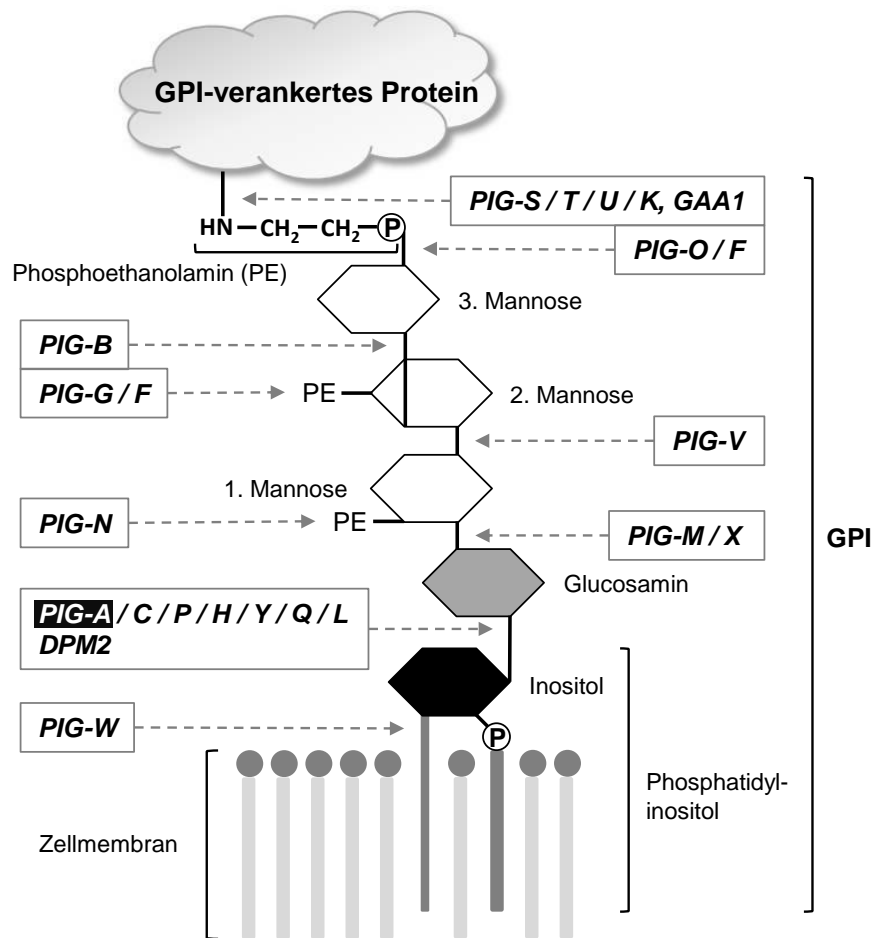 GPI-verankertes Protein
PIG-S / T / U / K, GAA1
HN–CH2–CH2–P
PIG-O / F
Phosphoethanolamin (PE)
3. Mannose
PIG-B
PIG-G / F
PE
2. Mannose
PIG-V
1. Mannose
PIG-N
PE
PIG-M / X
GPI
Glucosamin
PIG-A / C / P / H / Y / Q / L
DPM2
Inositol
PIG-W
P
Phosphatidyl-
inositol
Zellmembran